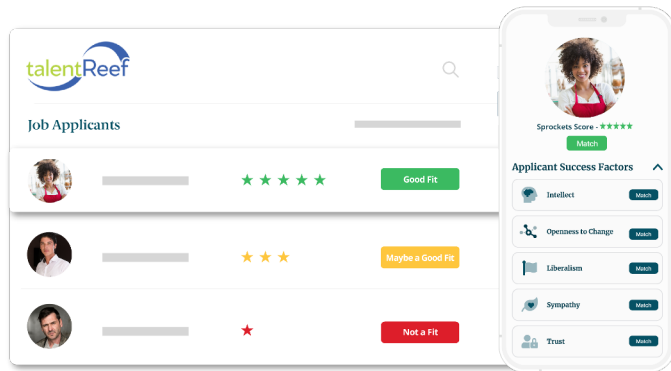 talentReef
Job Applicants
Good Fit
Maybe a Good Fit
Not a Fit
Sprockets Score - ★★★★★
Match
Applicant Success Factors
Intellect
Match
Openness to Change
Match
Liberalism
Match
Sympathy
Match
Trust
Match